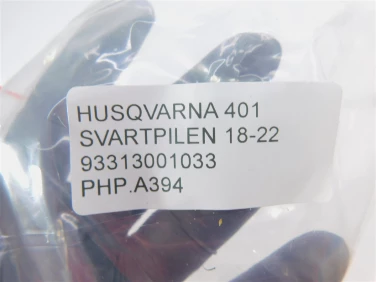 HUSQVARNA 401
SVARTPILEN 18-22
93313001033
PHP.A394